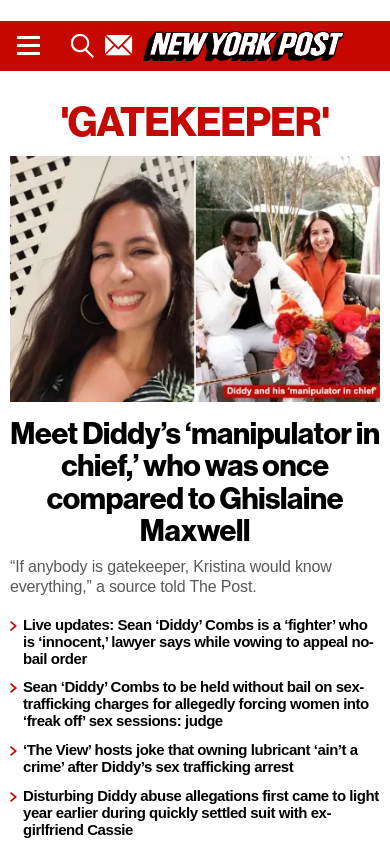 NEW YORK POST
'GATEKEEPER'
Diddy and his 'manipulator in chief'
Meet Diddy’s ‘manipulator in
chief,’ who was once
compared to Ghislaine
Maxwell
“If anybody is gatekeeper, Kristina would know
everything,” a source told The Post.
Live updates: Sean ‘Diddy’ Combs is a ‘fighter’ who
is ‘innocent,’ lawyer says while vowing to appeal no-
bail order
Sean ‘Diddy’ Combs to be held without bail on sex-
trafficking charges for allegedly forcing women into
‘freak off’ sex sessions: judge
‘The View’ hosts joke that owning lubricant ‘ain’t a
crime’ after Diddy’s sex trafficking arrest
Disturbing Diddy abuse allegations first came to light
year earlier during quickly settled suit with ex-
girlfriend Cassie